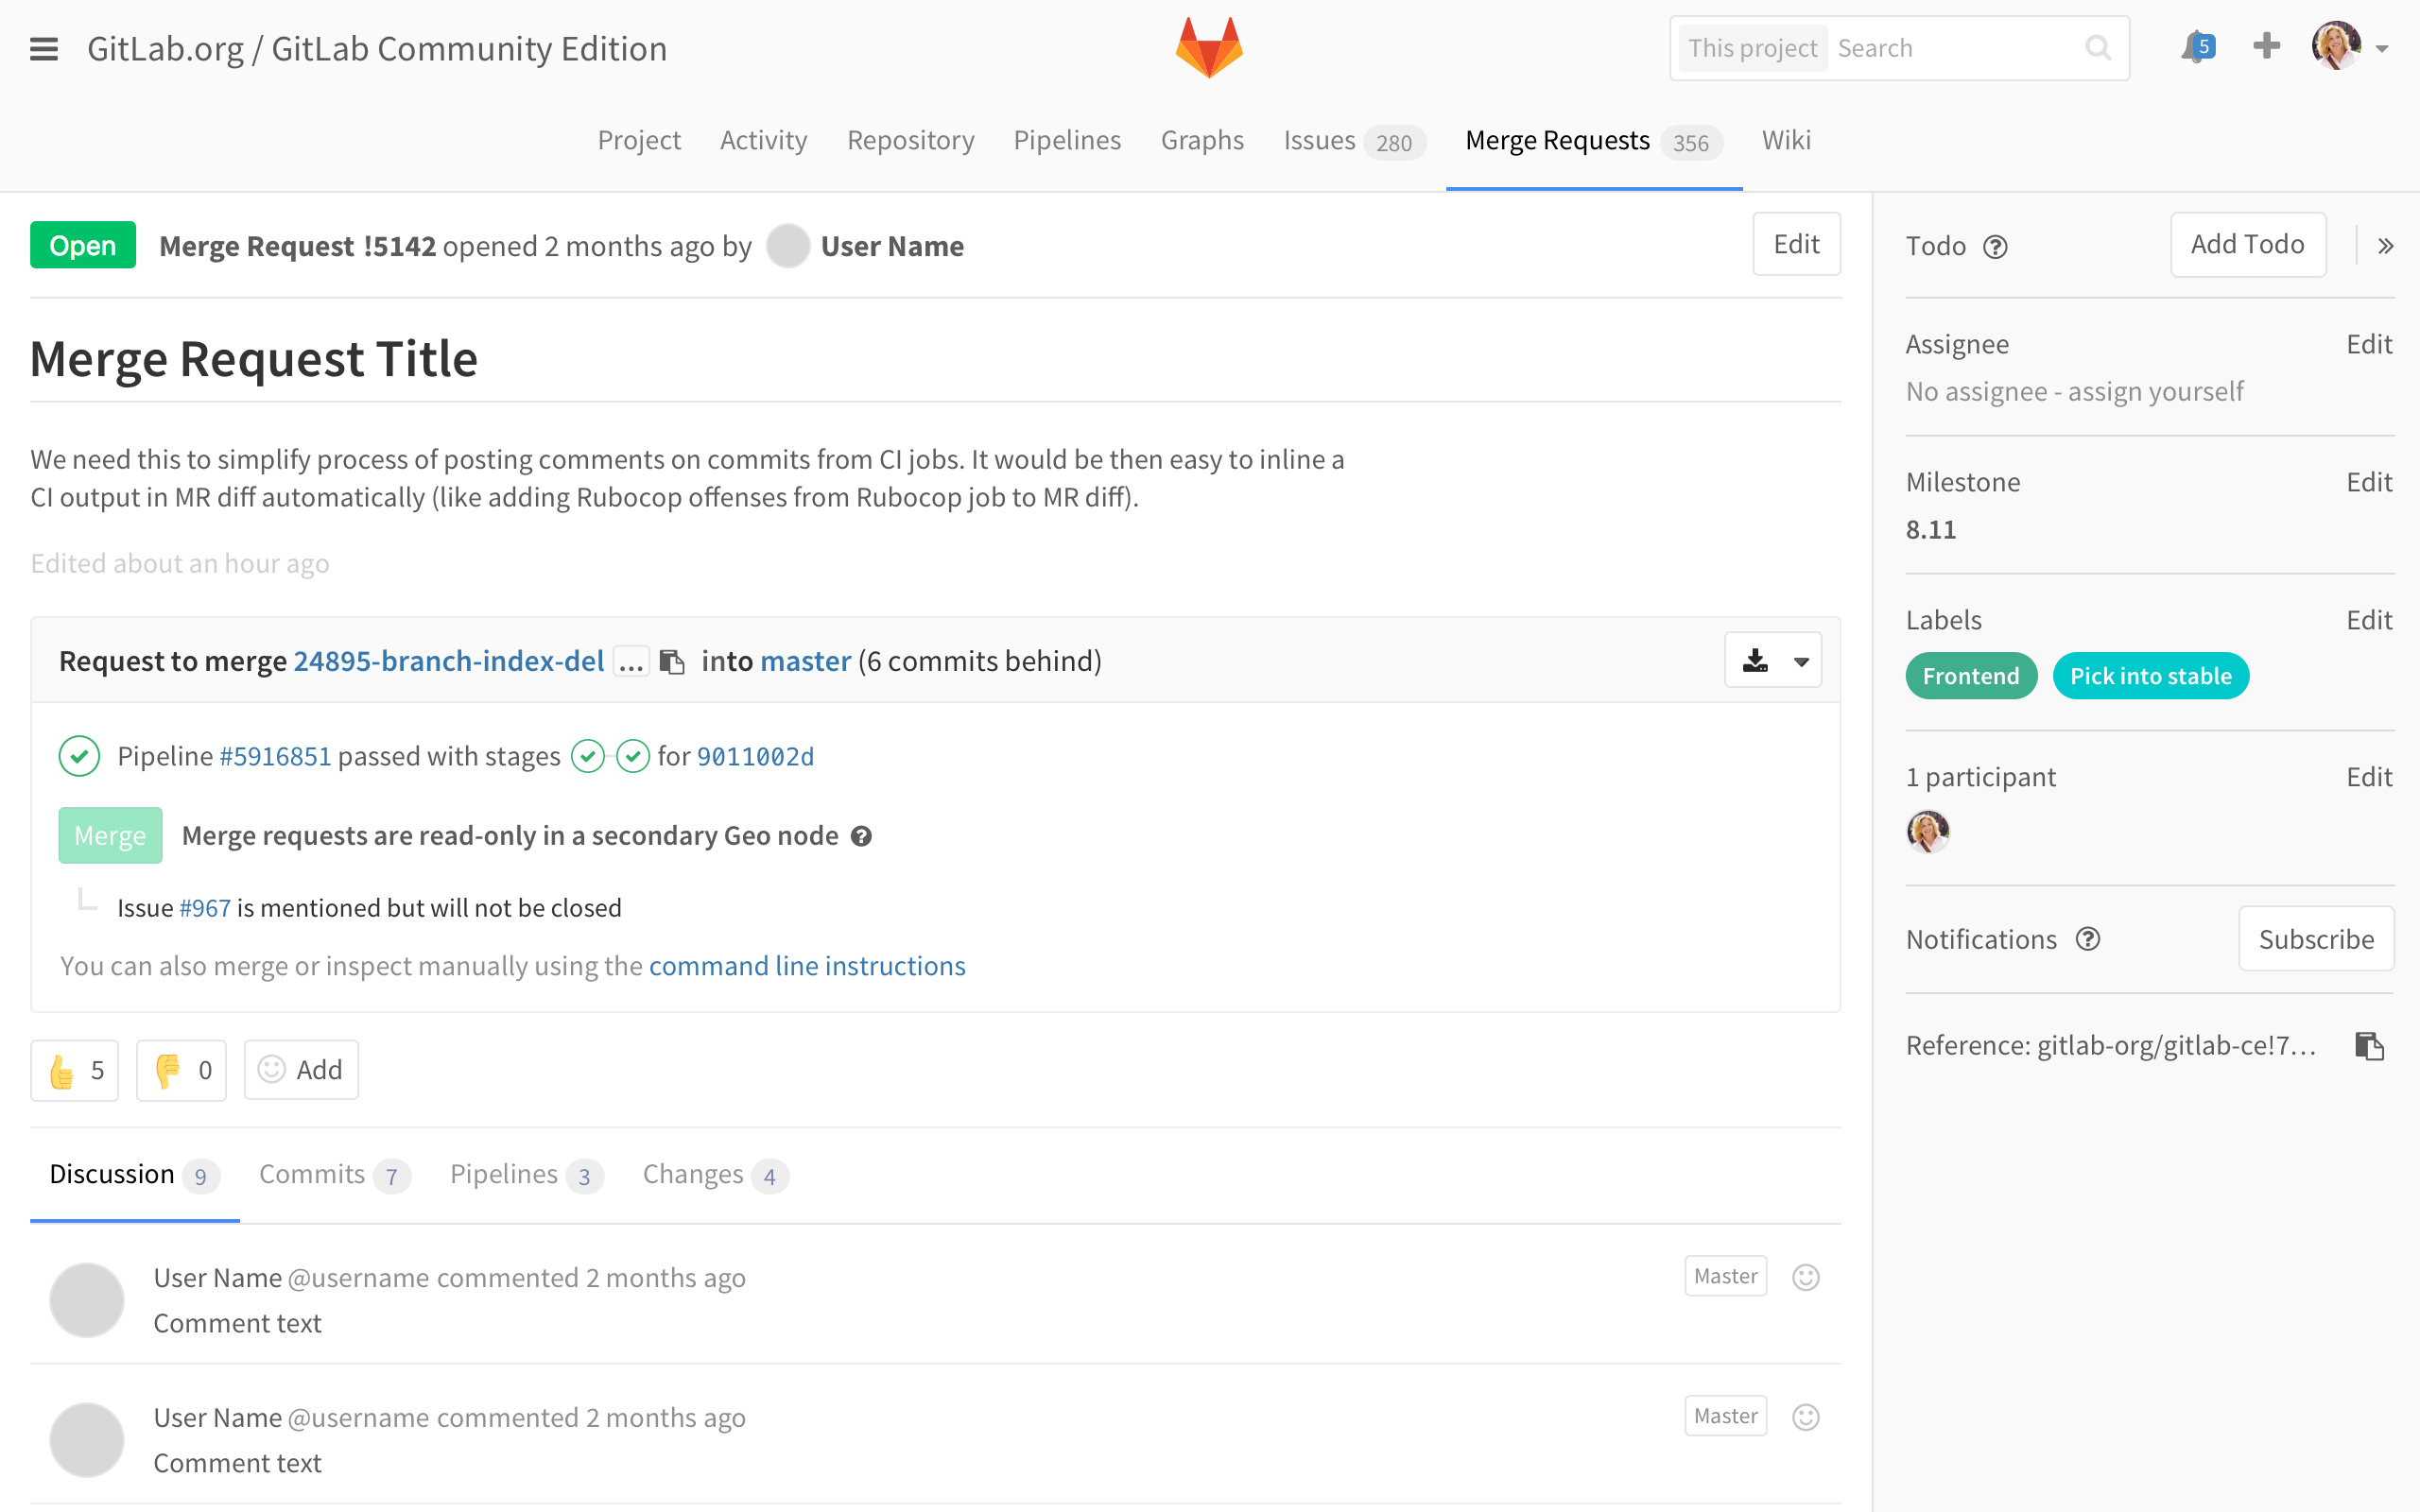 GitLab.org / GitLab Community Edition
This project Search
5
Project Activity Repository Pipelines Graphs Issues 280 Merge Requests 356 Wiki
Open Merge Request !5142 opened 2 months ago by User Name Edit
Merge Request Title
We need this to simplify process of posting comments on commits from CI jobs. It would be then easy to inline a
CI output in MR diff automatically (like adding Rubocop offenses from Rubocop job to MR diff).
Edited about an hour ago
Request to merge 24895-branch-index-del ... into master (6 commits behind)
Pipeline #5916851 passed with stages for 9011002d
Merge Merge requests are read-only in a secondary Geo node
Issue #967 is mentioned but will not be closed
You can also merge or inspect manually using the command line instructions
5 0 Add
Discussion 9 Commits 7 Pipelines 3 Changes 4
User Name @username commented 2 months ago Master
Comment text
User Name @username commented 2 months ago Master
Comment text
Todo Add Todo
Assignee Edit
No assignee - assign yourself
Milestone Edit
8.11
Labels Edit
Frontend Pick into stable
1 participant Edit
Notifications Subscribe
Reference: gitlab-org/gitlab-ce!7...